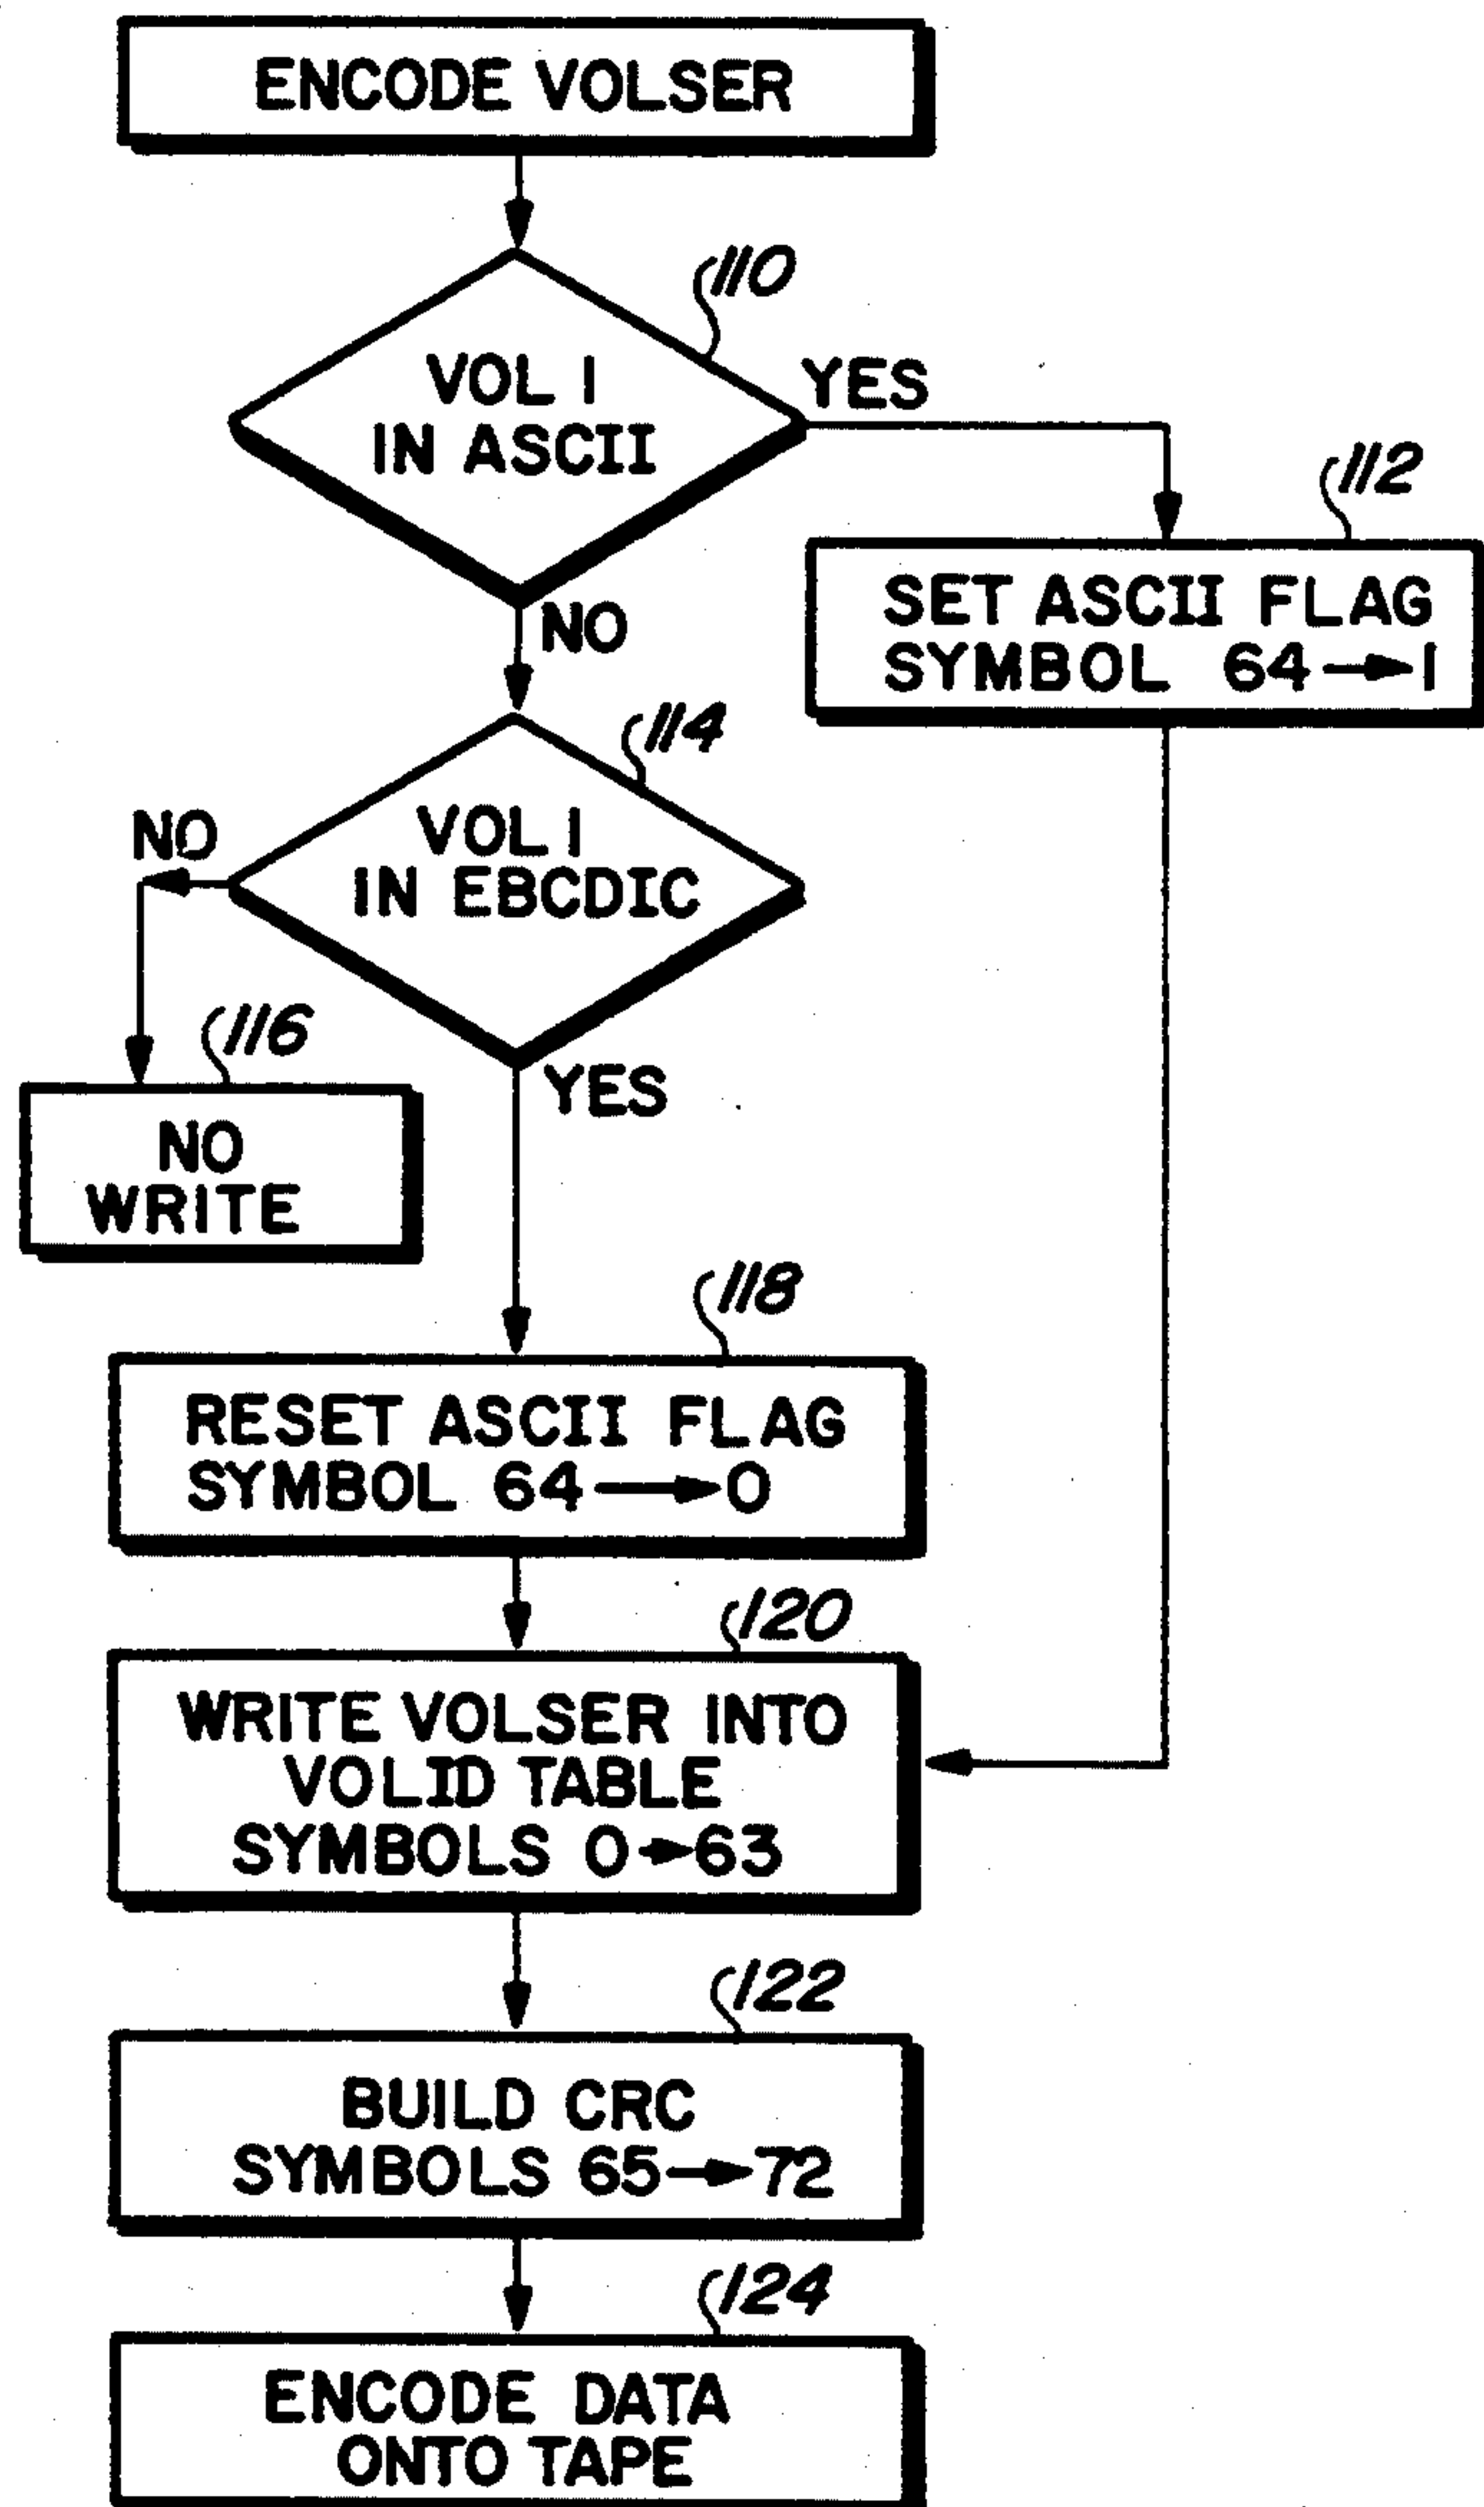 ENCODE VOLSER
110
VOL 1
IN ASCII
YES
112
SET ASCII FLAG
SYMBOL 64→1
NO
114
VOL 1
IN EBCDIC
NO
116
NO
WRITE
YES
118
RESET ASCII FLAG
SYMBOL 64→0
120
WRITE VOLSER INTO
VOLID TABLE
SYMBOLS 0→63
122
BUILD CRC
SYMBOLS 65→72
124
ENCODE DATA
ONTO TAPE